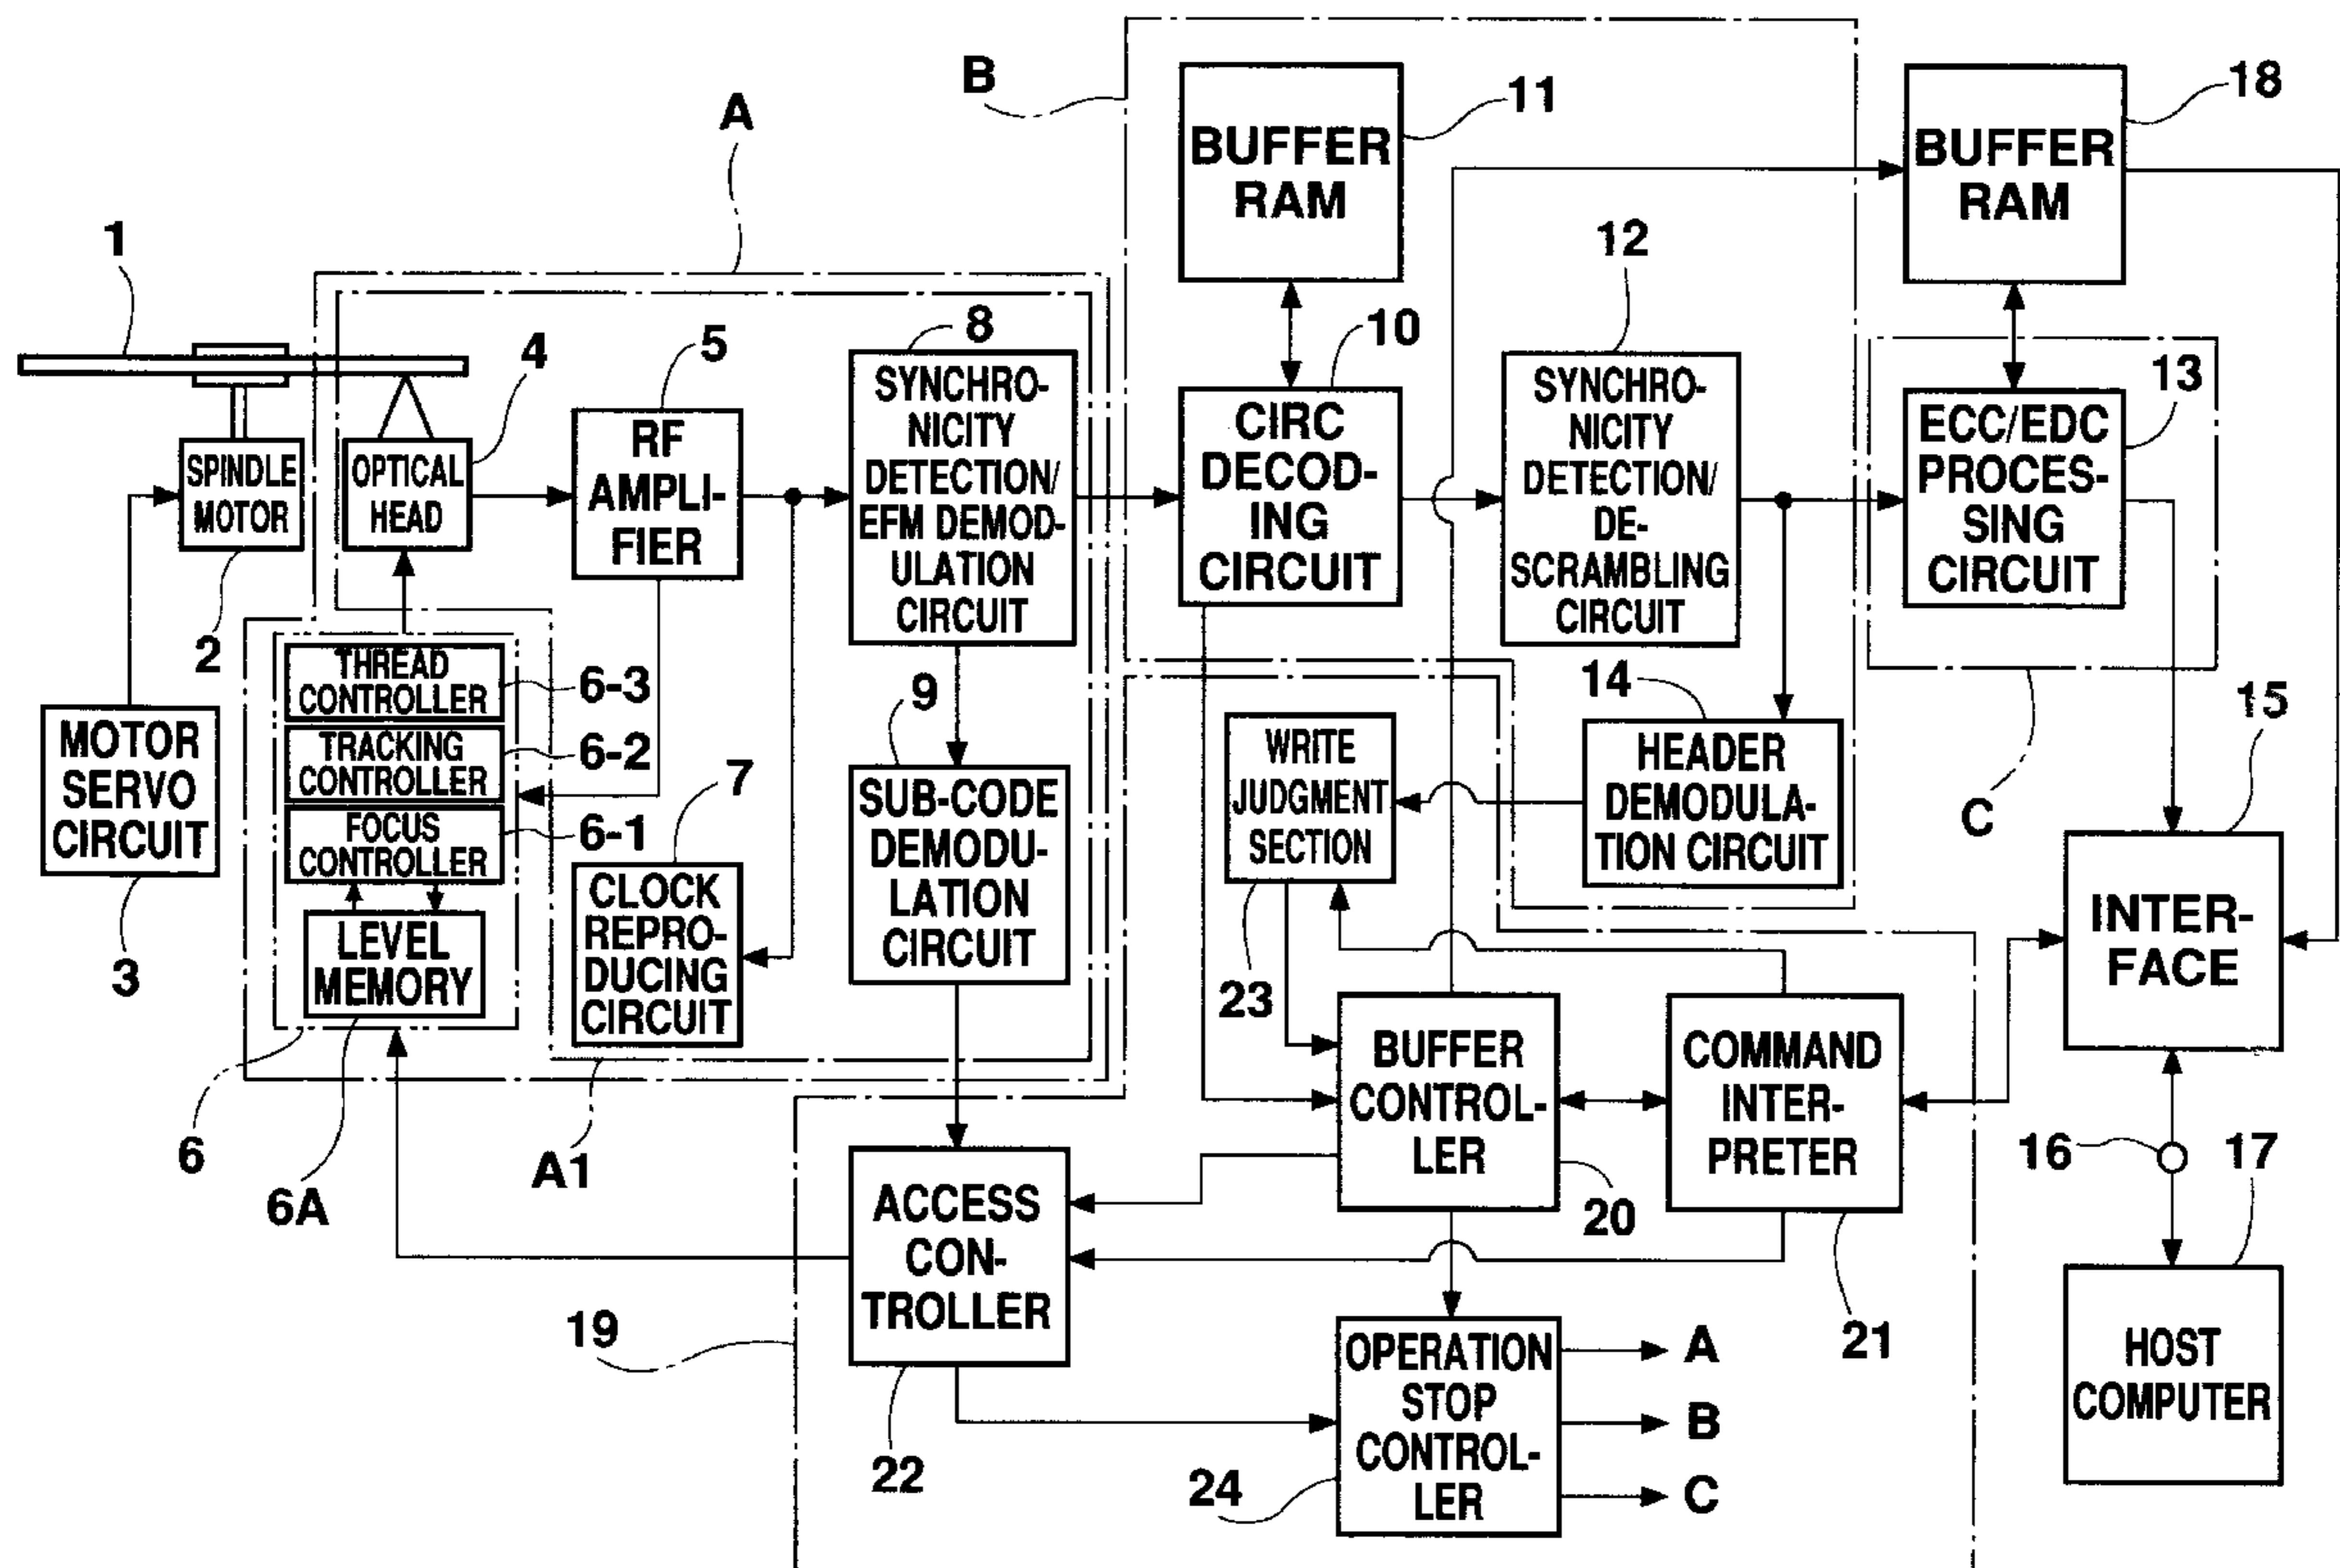 B
A
1
BUFFER
RAM
11
BUFFER
RAM
18
4
5
RF
AMPLI-
FIER
8
SYNCHRO-
NICITY
DETECTION/
EFM DEMOD-
ULATION
CIRCUIT
10
CIRC
DECOD-
ING
CIRCUIT
12
SYNCHRO-
NICITY
DETECTION/
DE-
SCRAMBLING
CIRCUIT
13
ECC/EDC
PROCES-
SING
CIRCUIT
SPINDLE
MOTOR
2
OPTICAL
HEAD
THREAD
CONTROLLER
6-3
TRACKING
CONTROLLER
6-2
FOCUS
CONTROLLER
6-1
LEVEL
MEMORY
MOTOR
SERVO
CIRCUIT
3
7
CLOCK
REPRO-
DUCING
CIRCUIT
9
SUB-CODE
DEMODU-
LATION
CIRCUIT
WRITE
JUDGMENT
SECTION
23
14
HEADER
DEMODULA-
TION CIRCUIT
C
15
INTER-
FACE
6
6A
A1
BUFFER
CONTROL-
LER
20
COMMAND
INTER-
PRETER
21
16
17
HOST
COMPUTER
ACCESS
CON-
TROLLER
22
19
OPERATION
STOP
CONTROL-
LER
24
A
B
C